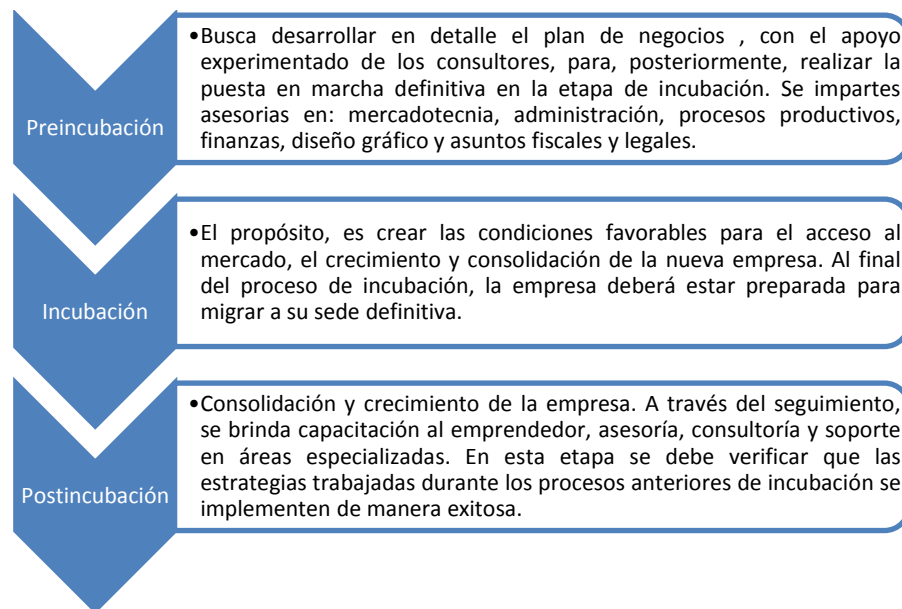 Preincubación
•Busca desarrollar en detalle el plan de negocios , con el apoyo
experimentado de los consultores, para, posteriormente, realizar la
puesta en marcha definitiva en la etapa de incubación. Se impartes
asesorias en: mercadotecnia, administración, procesos productivos,
finanzas, diseño gráfico y asuntos fiscales y legales.
Incubación
•El propósito, es crear las condiciones favorables para el acceso al
mercado, el crecimiento y consolidación de la nueva empresa. Al final
del proceso de incubación, la empresa deberá estar preparada para
migrar a su sede definitiva.
Postincubación
•Consolidación y crecimiento de la empresa. A través del seguimiento,
se brinda capacitación al emprendedor, asesoría, consultoría y soporte
en áreas especializadas. En esta etapa se debe verificar que las
estrategias trabajadas durante los procesos anteriores de incubación se
implementen de manera exitosa.